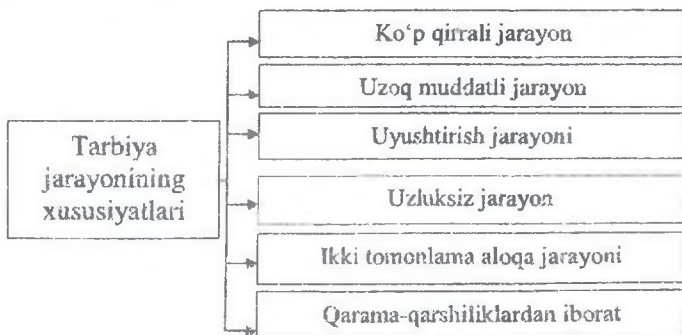 Tarbiya
jarayonining
xususiyatlari
Ko‘p qirrali jarayon
Uzoq muddatli jarayon
Uyushtirish jarayoni
Uzluksiz jarayon
Ikki tomonlama aloqa jarayoni
Qarama-qarshiliklardan iborat